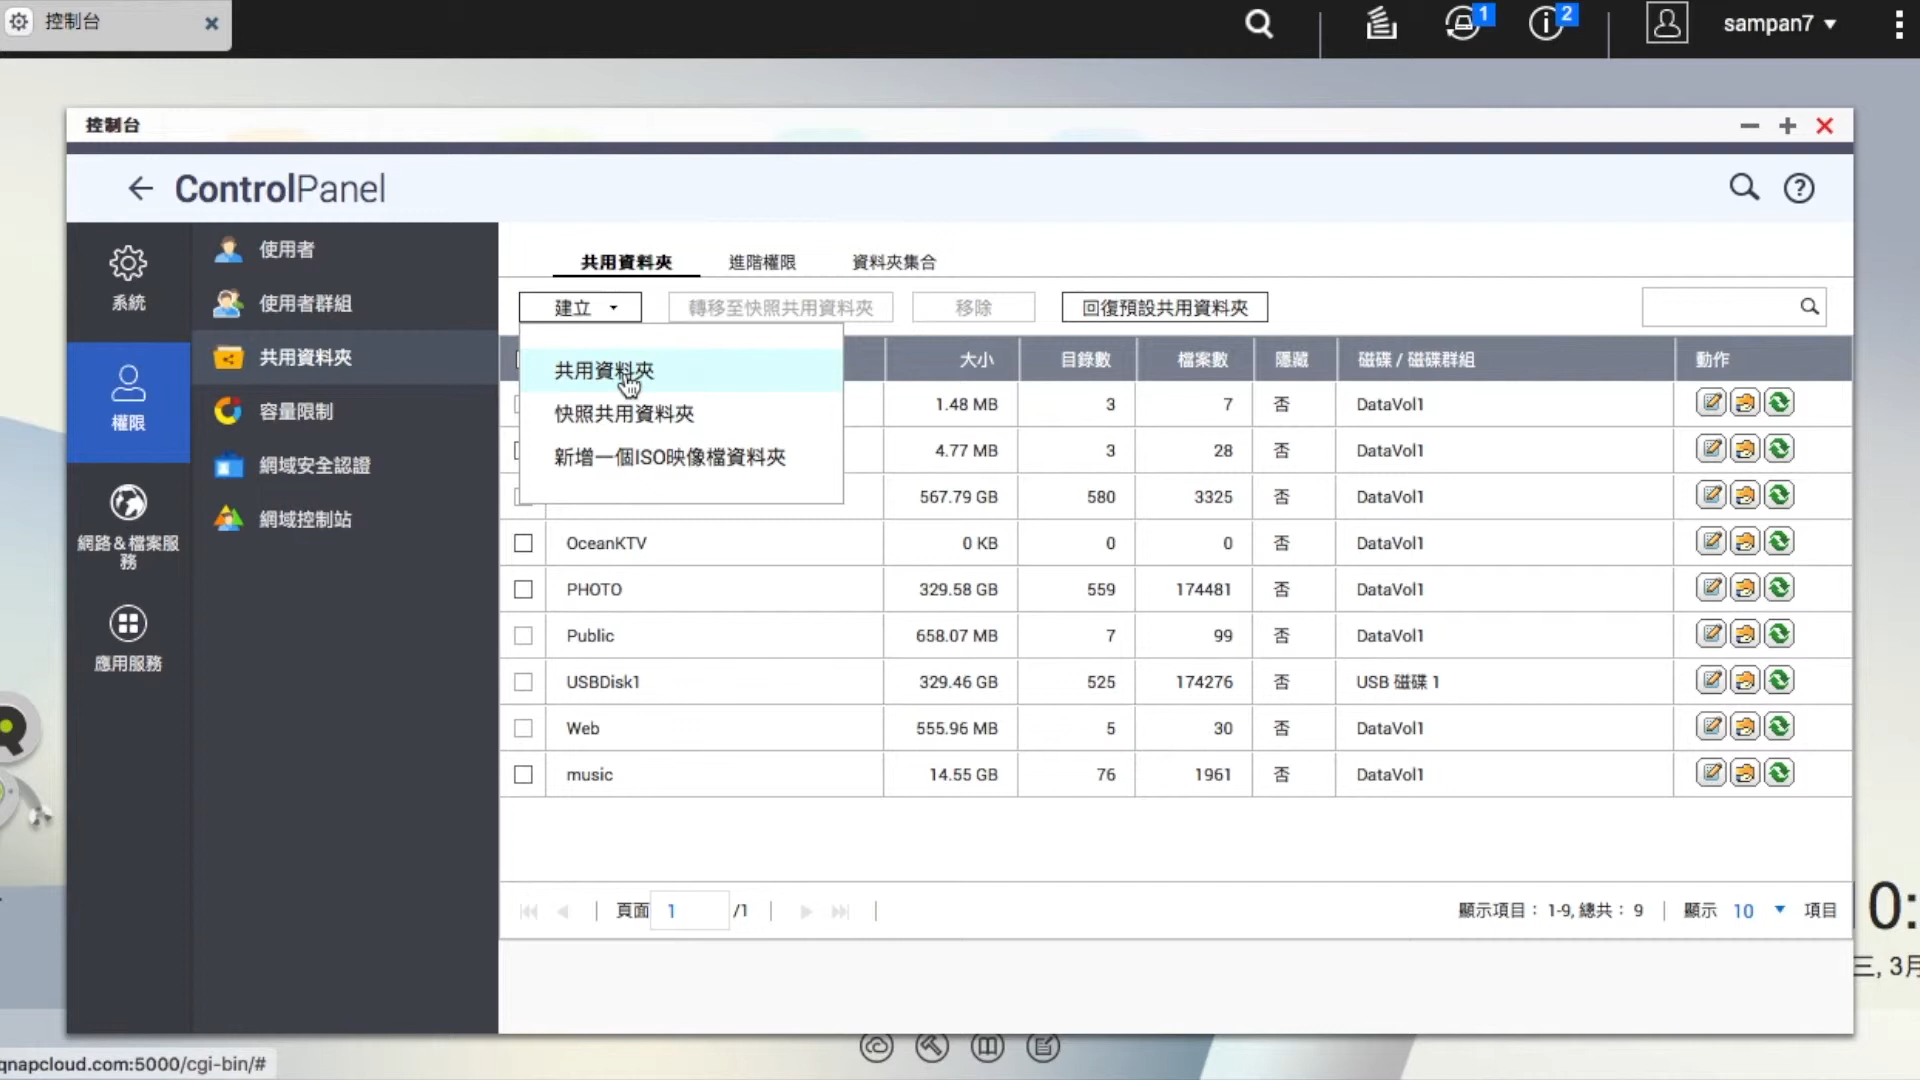 控制台
1
2
sampan7
控制台
ControlPanel
系統
權限
網路&檔案服務
應用服務
使用者
使用者群組
共用資料夾
容量限制
網域安全認證
網域控制站
共用資料夾 進階權限 資料夾集合
建立 轉移至快照共用資料夾 移除 回復預設共用資料夾
共用資料夾
快照共用資料夾
新增一個ISO映像檔資料夾
大小 目錄數 檔案數 隱藏 磁碟 / 磁碟群組 動作
1.48 MB 3 7 否 DataVol1
4.77 MB 3 28 否 DataVol1
567.79 GB 580 3325 否 DataVol1
OceanKTV 0 KB 0 0 否 DataVol1
PHOTO 329.58 GB 559 174481 否 DataVol1
Public 658.07 MB 7 99 否 DataVol1
USBDisk1 329.46 GB 525 174276 否 USB 磁碟 1
Web 555.96 MB 5 30 否 DataVol1
music 14.55 GB 76 1961 否 DataVol1
頁面 1 /1 顯示項目: 1-9, 總共: 9 顯示 10 項目
0:
三, 3月
qnapcloud.com:5000/cgi-bin/#